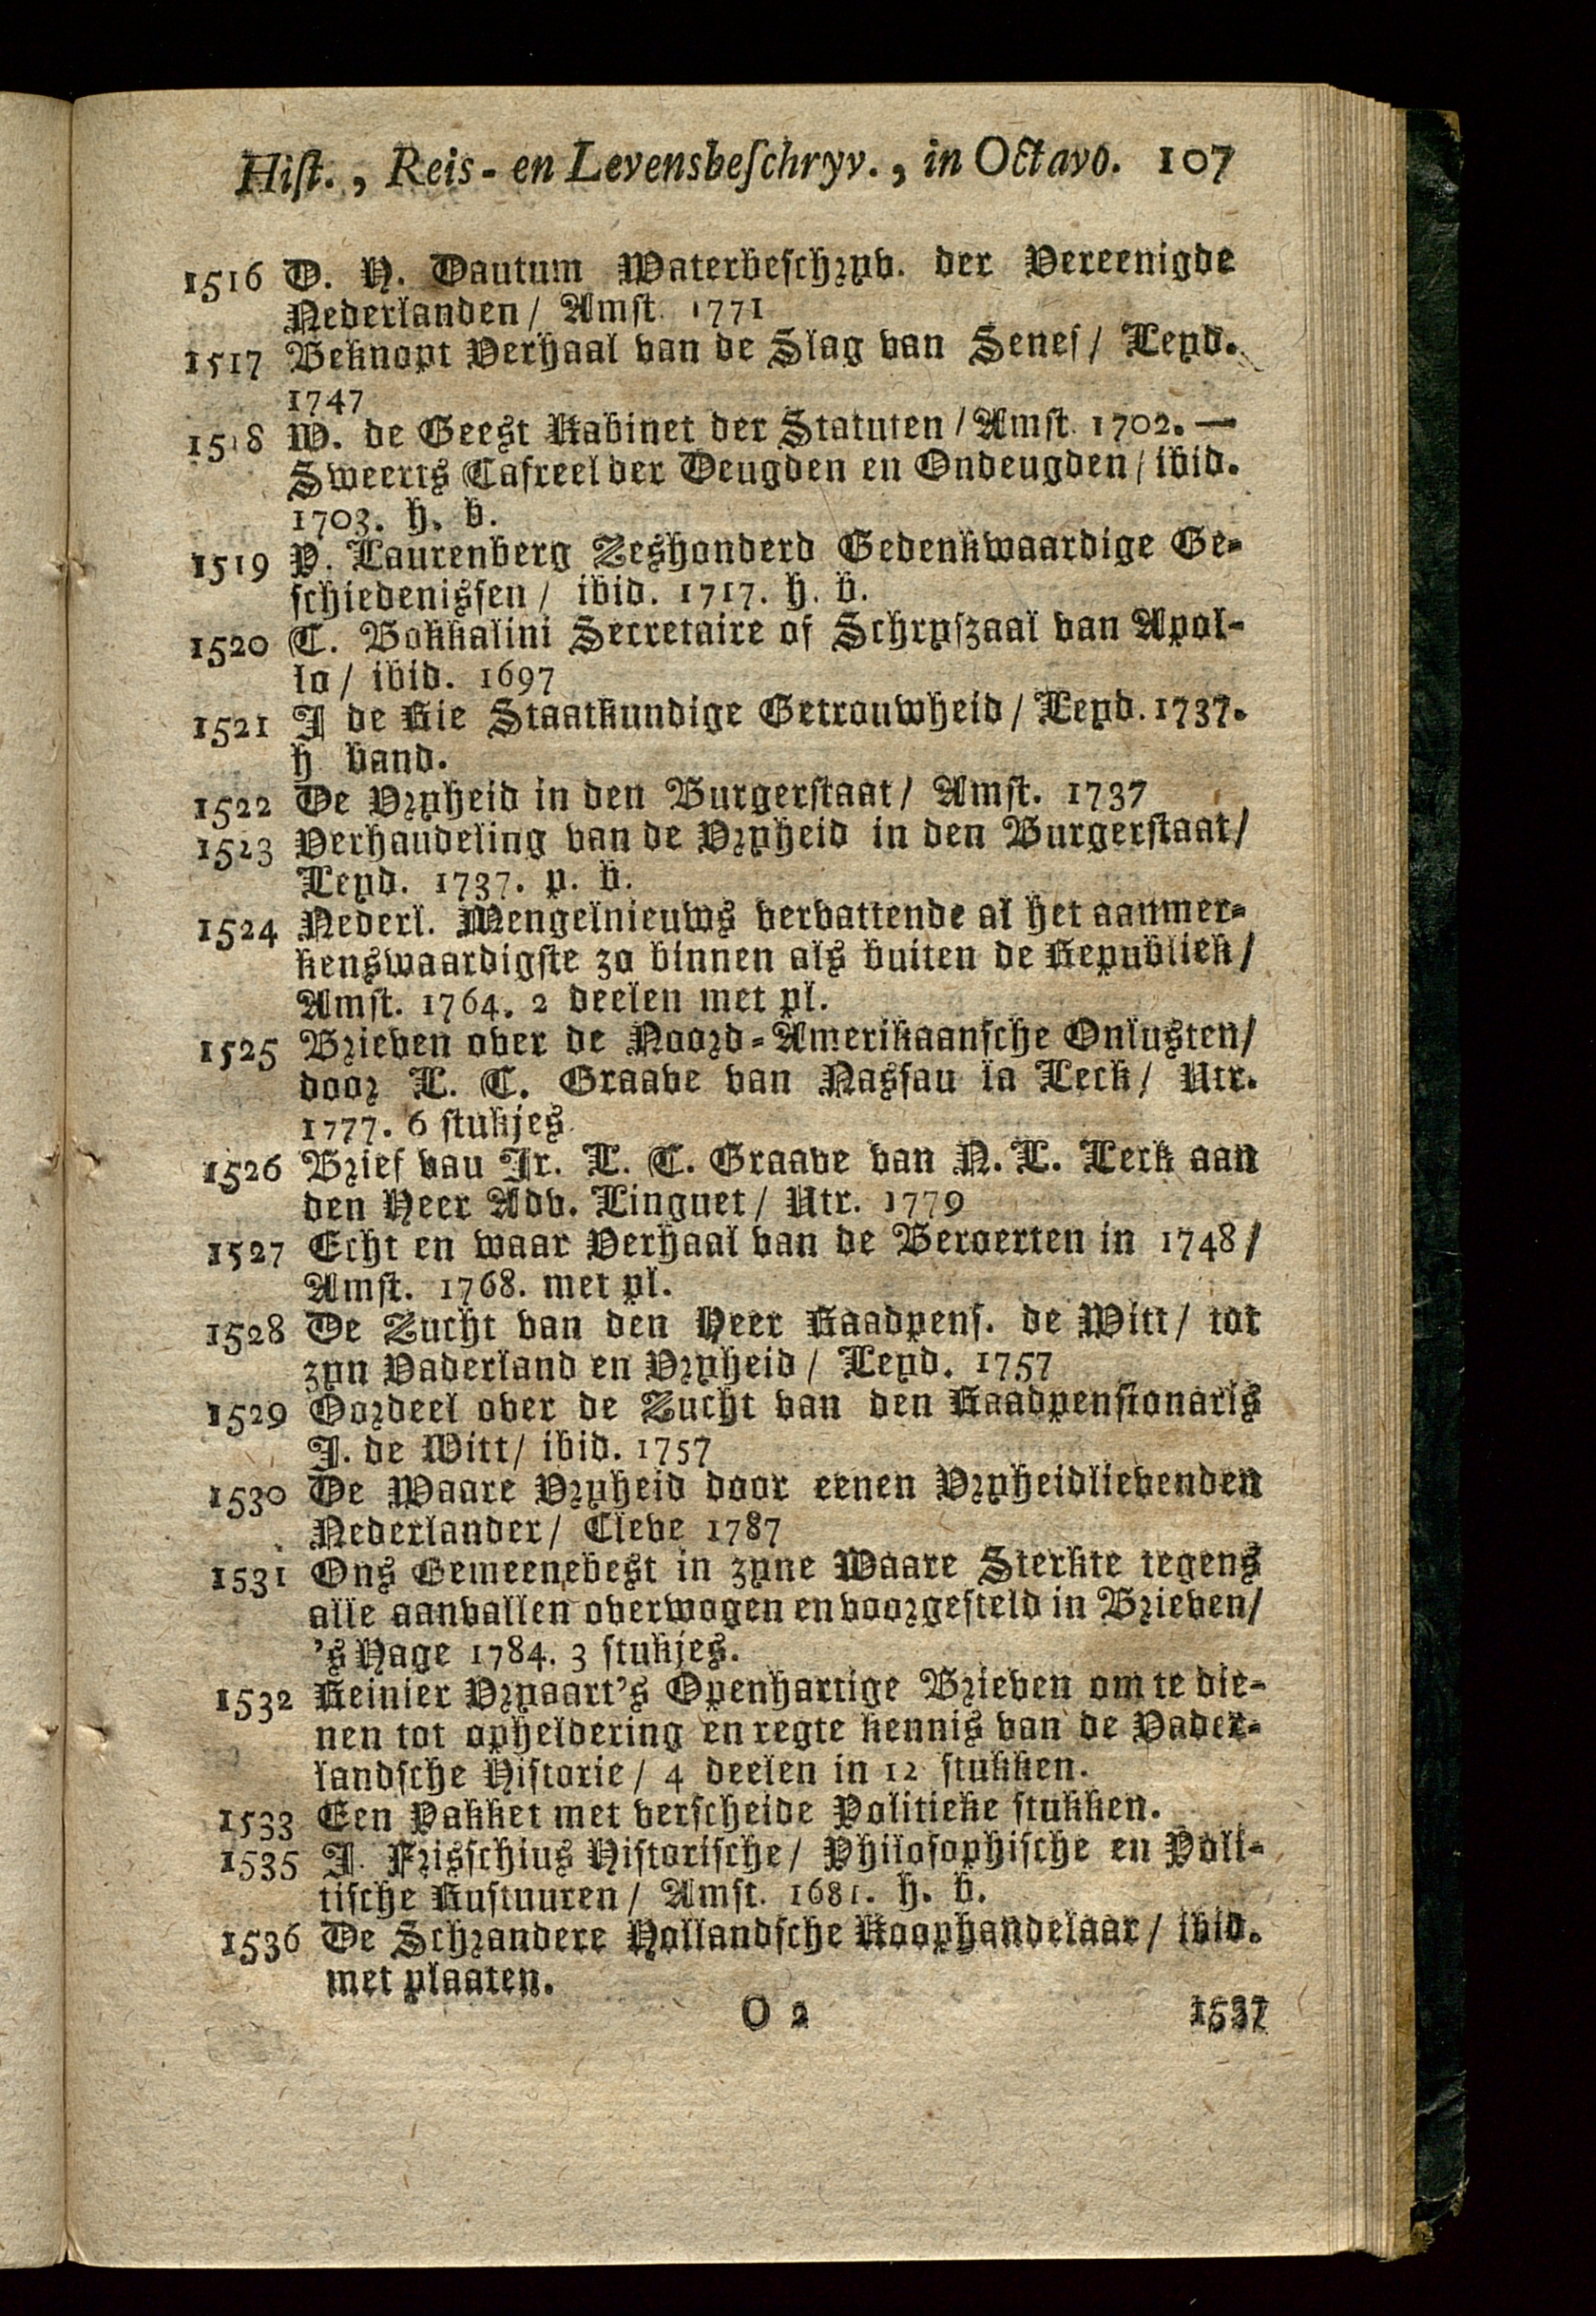 Hist., Reis- en Levensbeschryv., in Octavo. 107
1516 D. H. Dautum Waterbeschryv. der Vereenigde
Nederlanden / Amst. 1771
1517 Beknopt Verhaal van de Slag van Senef / Leyd.
1747
1518 W. de Geest Kabinet der Statuten / Amst. 1702. —
Sweerts Tafreel der Deugden en Ondeugden / ibid.
1703. h. b.
1519 P. Laurenberg Zeshonderd Gedenkwaardige Ge-
schiedenissen / ibid. 1717. h. b.
1520 T. Bokkalini Secretaire of Schryfzaal van Apol-
lo / ibid. 1697
1521 J de Rie Staatkundige Getrouwheid / Leyd. 1737.
h band.
1522 De Vryheid in den Burgerstaat / Amst. 1737
1523 Verhaudeling van de Vryheid in den Burgerstaat /
Leyd. 1737. p. b.
1524 Nederl. Mengelnieuws vervattende al het aanmer-
kenswaardigste zo binnen als buiten de Republiek /
Amst. 1764. 2 deelen met pl.
1525 Brieven over de Noord-Amerikaansche Onlusten /
door L. T. Graave van Nassau la Leck / Utr.
1777. 6 stukjes.
1526 Brief vau Jr. L. T. Graave van N. L. Leck aan
den Heer Adv. Linguet / Utr. 1779
1527 Echt en waar Verhaal van de Beroerten in 1748 /
Amst. 1768. met pl.
1528 De Zucht van den Heer Raadpens. de Witt / tot
zyn Vaderland en Vryheid / Leyd. 1757
1529 Oordeel over de Zucht van den Raadpensionaris
J. de Witt / ibid. 1757
1530 De Waare Vryheid door eenen Vryheidlievenden
Nederlander / Cleve 1787
1531 Ons Gemeenebest in zyne Waare Sterkte tegens
alle aanvallen overwogen en voorgesteld in Brieven /
's Hage 1784. 3 stukjes.
1532 Reinier Vryaart's Openhartige Brieven om te die-
nen tot opheldering en regte kennis van de Vader-
landsche Historie / 4 deelen in 12 stukken.
1533 Een Pakket met verscheide Politieke stukken.
1535 J. Frisschius Historische / Philosophische en Poli-
tische Rustuuren / Amst. 1681. h. b.
1536 De Schrandere Hollandsche Koophandelaar / ibid.
met plaaten.
O 2 1537